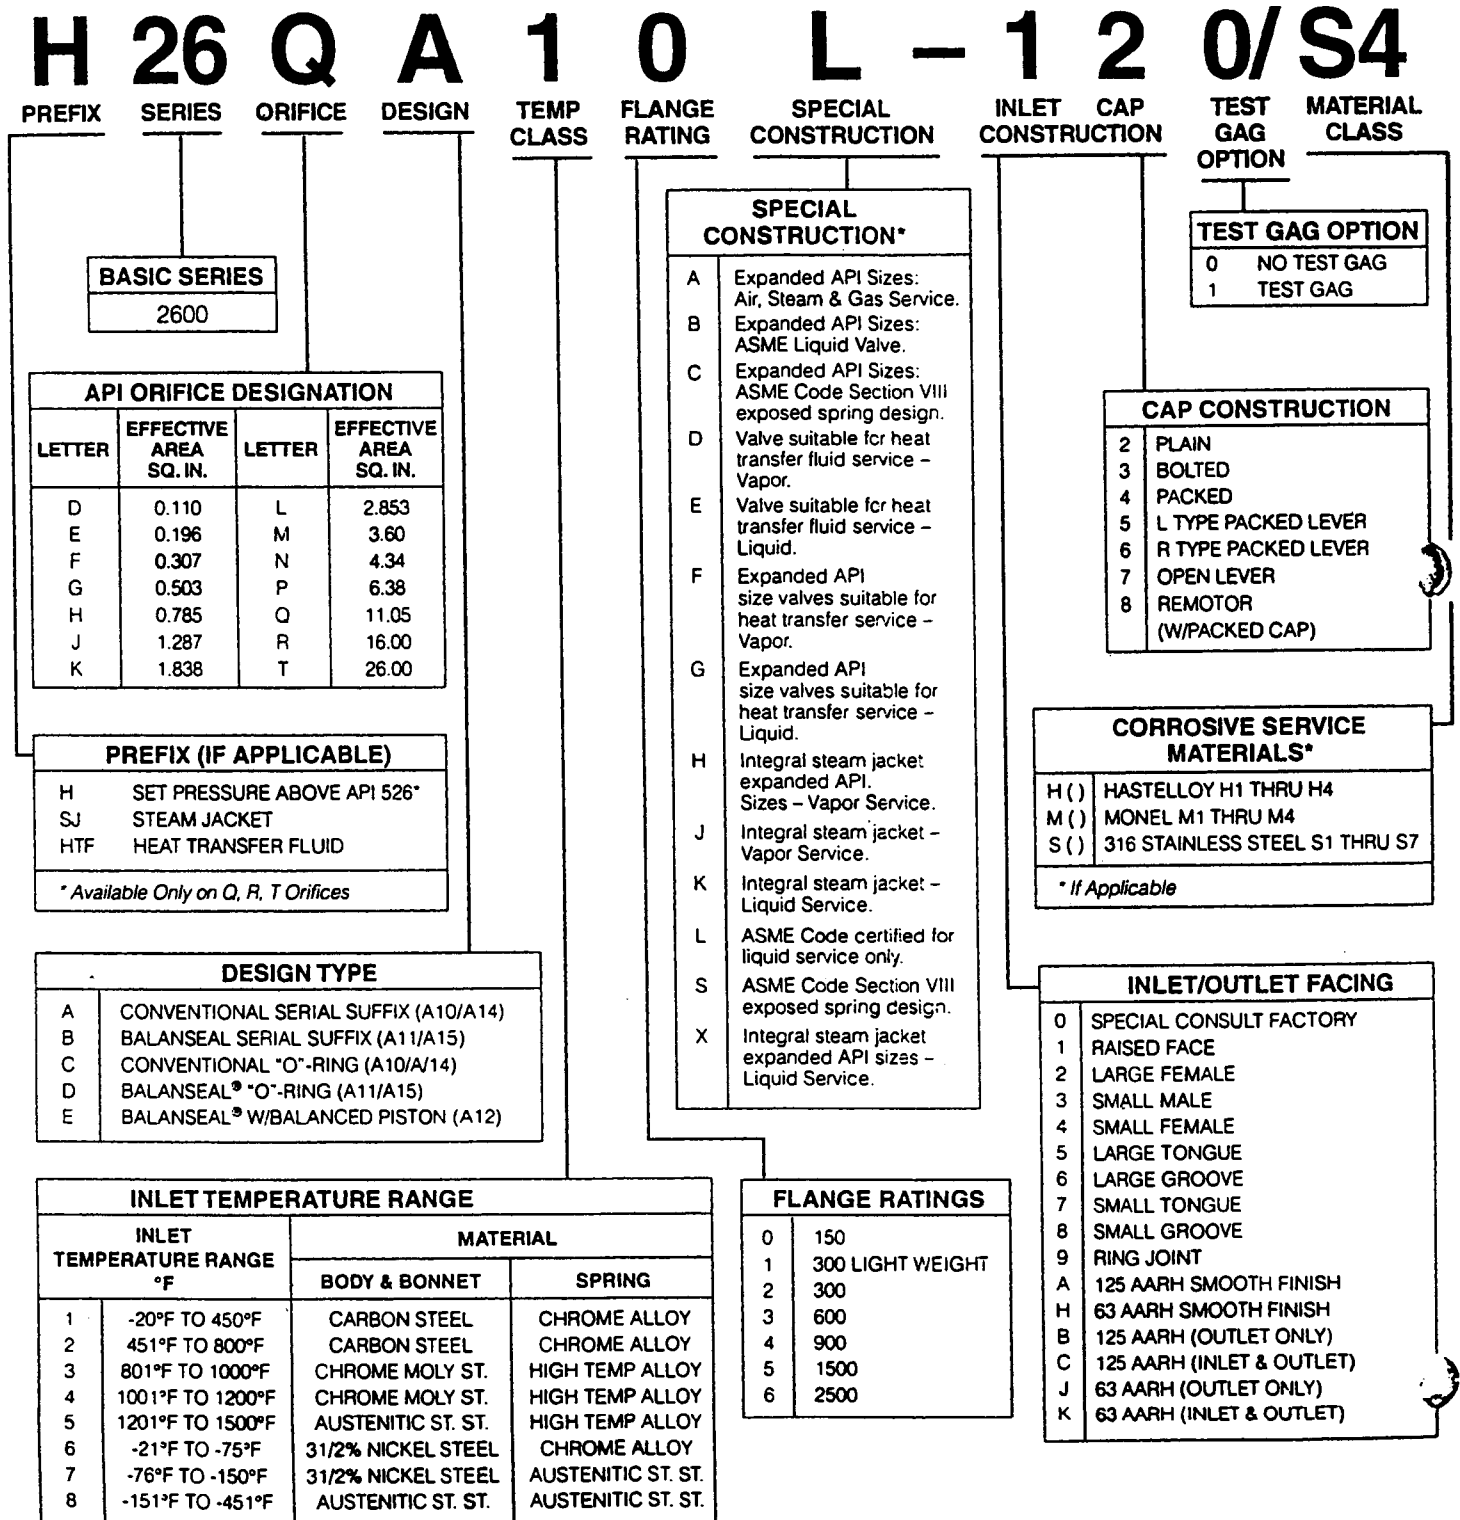 H 26 Q A 1 0 L – 1 2 0/ S4
PREFIX SERIES ORIFICE DESIGN TEMP CLASS FLANGE RATING SPECIAL CONSTRUCTION INLET CAP CONSTRUCTION TEST GAG OPTION MATERIAL CLASS
BASIC SERIES
2600
API ORIFICE DESIGNATION
LETTER EFFECTIVE AREA SQ. IN. LETTER EFFECTIVE AREA SQ. IN.
D 0.110 L 2.853
E 0.196 M 3.60
F 0.307 N 4.34
G 0.503 P 6.38
H 0.785 Q 11.05
J 1.287 R 16.00
K 1.838 T 26.00
PREFIX (IF APPLICABLE)
H SET PRESSURE ABOVE API 526*
SJ STEAM JACKET
HTF HEAT TRANSFER FLUID
* Available Only on Q, R, T Orifices
DESIGN TYPE
A CONVENTIONAL SERIAL SUFFIX (A10/A14)
B BALANSEAL SERIAL SUFFIX (A11/A15)
C CONVENTIONAL "O"-RING (A10/A/14)
D BALANSEAL® "O"-RING (A11/A15)
E BALANSEAL® W/BALANCED PISTON (A12)
INLET TEMPERATURE RANGE
INLET
TEMPERATURE RANGE
°F
MATERIAL
BODY & BONNET SPRING
1 -20°F TO 450°F CARBON STEEL CHROME ALLOY
2 451°F TO 800°F CARBON STEEL CHROME ALLOY
3 801°F TO 1000°F CHROME MOLY ST. HIGH TEMP ALLOY
4 1001°F TO 1200°F CHROME MOLY ST. HIGH TEMP ALLOY
5 1201°F TO 1500°F AUSTENITIC ST. ST. HIGH TEMP ALLOY
6 -21°F TO -75°F 31/2% NICKEL STEEL CHROME ALLOY
7 -76°F TO -150°F 31/2% NICKEL STEEL AUSTENITIC ST. ST.
8 -151°F TO -451°F AUSTENITIC ST. ST. AUSTENITIC ST. ST.
SPECIAL
CONSTRUCTION*
A Expanded API Sizes:
Air, Steam & Gas Service.
B Expanded API Sizes:
ASME Liquid Valve.
C Expanded API Sizes:
ASME Code Section VIII
exposed spring design.
D Valve suitable for heat
transfer fluid service –
Vapor.
E Valve suitable for heat
transfer fluid service –
Liquid.
F Expanded API
size valves suitable for
heat transfer service –
Vapor.
G Expanded API
size valves suitable for
heat transfer service –
Liquid.
H Integral steam jacket
expanded API.
Sizes – Vapor Service.
J Integral steam jacket –
Vapor Service.
K Integral steam jacket –
Liquid Service.
L ASME Code certified for
liquid service only.
S ASME Code Section VIII
exposed spring design.
X Integral steam jacket
expanded API sizes –
Liquid Service.
FLANGE RATINGS
0 150
1 300 LIGHT WEIGHT
2 300
3 600
4 900
5 1500
6 2500
TEST GAG OPTION
0 NO TEST GAG
1 TEST GAG
CAP CONSTRUCTION
2 PLAIN
3 BOLTED
4 PACKED
5 L TYPE PACKED LEVER
6 R TYPE PACKED LEVER
7 OPEN LEVER
8 REMOTOR
(W/PACKED CAP)
CORROSIVE SERVICE
MATERIALS*
H ( ) HASTELLOY H1 THRU H4
M ( ) MONEL M1 THRU M4
S ( ) 316 STAINLESS STEEL S1 THRU S7
* If Applicable
INLET/OUTLET FACING
0 SPECIAL CONSULT FACTORY
1 RAISED FACE
2 LARGE FEMALE
3 SMALL MALE
4 SMALL FEMALE
5 LARGE TONGUE
6 LARGE GROOVE
7 SMALL TONGUE
8 SMALL GROOVE
9 RING JOINT
A 125 AARH SMOOTH FINISH
H 63 AARH SMOOTH FINISH
B 125 AARH (OUTLET ONLY)
C 125 AARH (INLET & OUTLET)
J 63 AARH (OUTLET ONLY)
K 63 AARH (INLET & OUTLET)